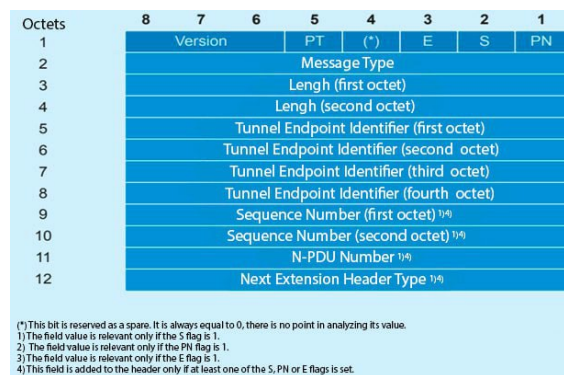 Octets 8 7 6 5 4 3 2 1
1 Version PT (*) E S PN
2 Message Type
3 Lengh (first octet)
4 Lengh (second octet)
5 Tunnel Endpoint Identifier (first octet)
6 Tunnel Endpoint Identifier (second octet)
7 Tunnel Endpoint Identifier (third octet)
8 Tunnel Endpoint Identifier (fourth octet)
9 Sequence Number (first octet) 1)4)
10 Sequence Number (second octet) 1)4)
11 N-PDU Number 1)4)
12 Next Extension Header Type 1)4)
(*) This bit is reserved as a spare. It is always equal to 0, there is no point in analyzing its value.
1) The field value is relevant only if the S flag is 1.
2) The field value is relevant only if the PN flag is 1.
3) The field value is relevant only if the E flag is 1.
4) This field is added to the header only if at least one of the S, PN or E flags is set.